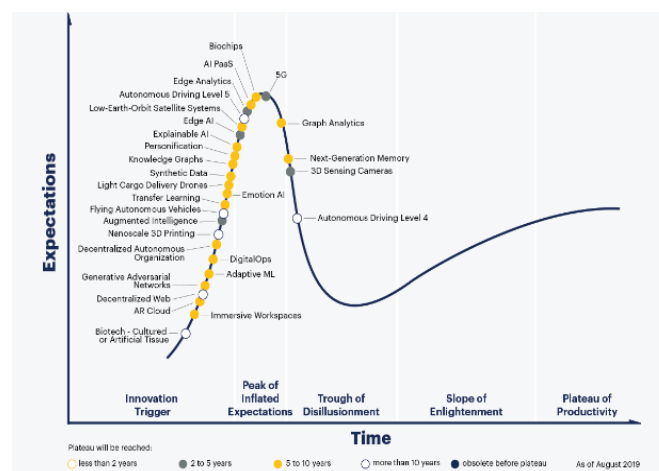 Expectations
Biochips
AI PaaS
5G
Edge Analytics
Autonomous Driving Level 5
Low-Earth-Orbit Satellite Systems
Graph Analytics
Edge AI
Explainable AI
Personification
Knowledge Graphs
Next-Generation Memory
3D Sensing Cameras
Synthetic Data
Light Cargo Delivery Drones
Emotion AI
Transfer Learning
Flying Autonomous Vehicles
Autonomous Driving Level 4
Augmented Intelligence
Nanoscale 3D Printing
Decentralized Autonomous
Organization
DigitalOps
Generative Adversarial
Networks
Adaptive ML
Decentralized Web
AR Cloud
Immersive Workspaces
Biotech - Cultured
or Artificial Tissue
Innovation
Trigger
Peak of
Inflated
Expectations
Trough of
Disillusionment
Slope of
Enlightenment
Plateau of
Productivity
Time
Plateau will be reached:
less than 2 years
2 to 5 years
5 to 10 years
more than 10 years
obsolete before plateau
As of August 2019